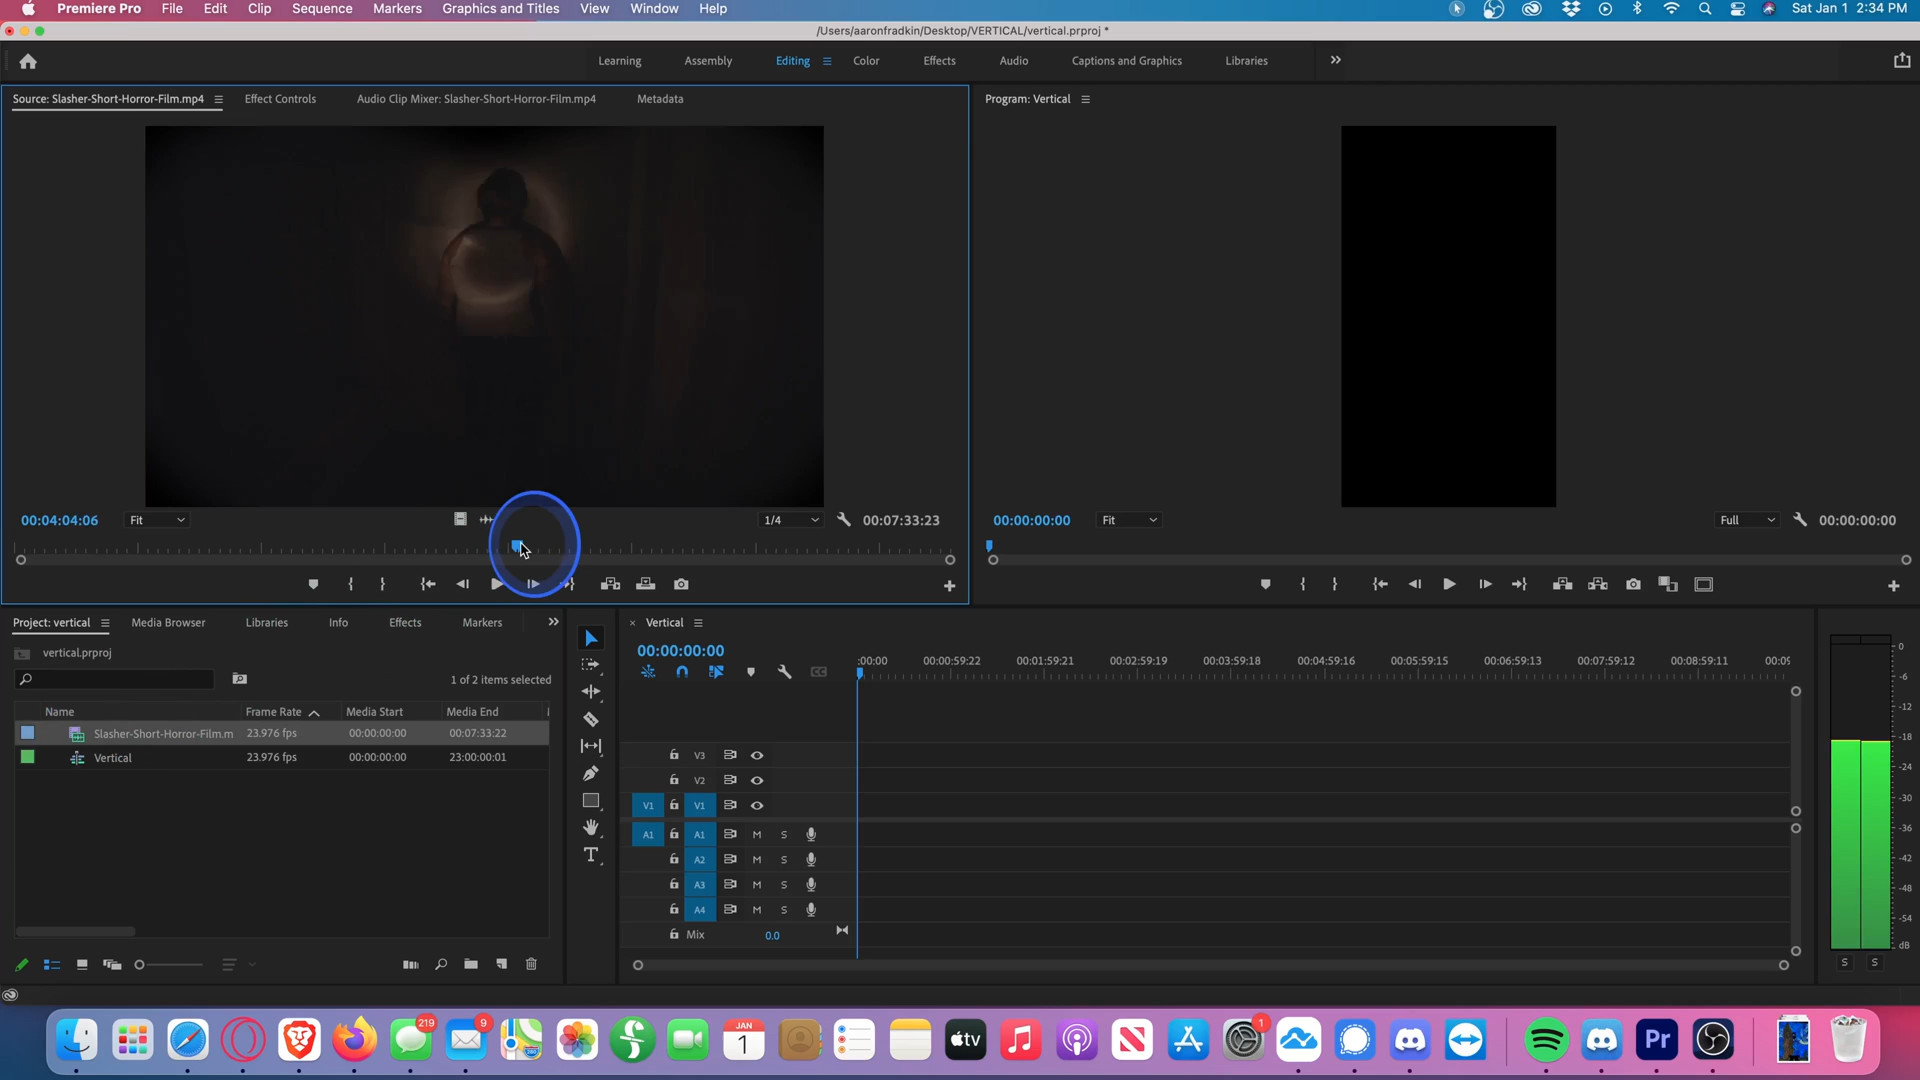 Premiere Pro File Edit Clip Sequence Markers Graphics and Titles View Window Help Sat Jan 1 2:34 PM
/Users/aaronfradkin/Desktop/VERTICAL/vertical.prproj *
Learning Assembly Editing Color Effects Audio Captions and Graphics Libraries
Source: Slasher-Short-Horror-Film.mp4 Effect Controls Audio Clip Mixer: Slasher-Short-Horror-Film.mp4 Metadata
Program: Vertical
00:04:04:06 Fit 1/4 00:07:33:23
00:00:00:00 Fit Full 00:00:00:00
Project: vertical Media Browser Libraries Info Effects Markers
vertical.prproj
1 of 2 items selected
Name Frame Rate Media Start Media End
Slasher-Short-Horror-Film.m 23.976 fps 00:00:00:00 00:07:33:22
Vertical 23.976 fps 00:00:00:00 23:00:00:01
× Vertical
00:00:00:00
:00:00 00:00:59:22 00:01:59:21 00:02:59:19 00:03:59:18 00:04:59:16 00:05:59:15 00:06:59:13 00:07:59:12 00:08:59:11 00:09
CC
V3
V2
V1 V1
A1 A1 M S
A2 M S
A3 M S
A4 M S
Mix 0.0
0
-6
-12
-18
-24
-30
-36
-42
-48
-54
dB
S S
219
9
JAN
1
tv
1
Pr